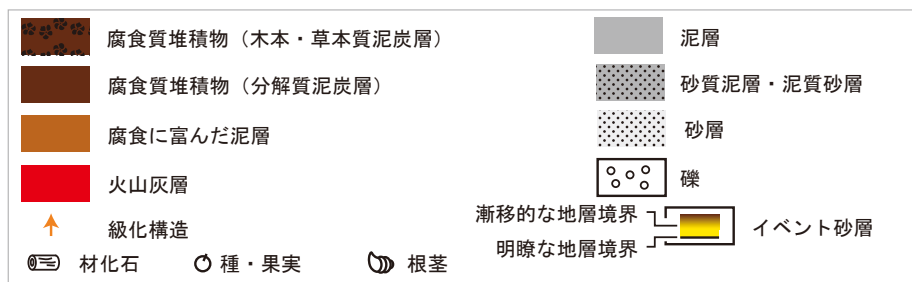 腐食質堆積物（木本・草本質泥炭層）
腐食質堆積物（分解質泥炭層）
腐食に富んだ泥層
火山灰層
級化構造
材化石 種・果実 根茎
泥層
砂質泥層・泥質砂層
砂層
礫
漸移的な地層境界
明瞭な地層境界
イベント砂層